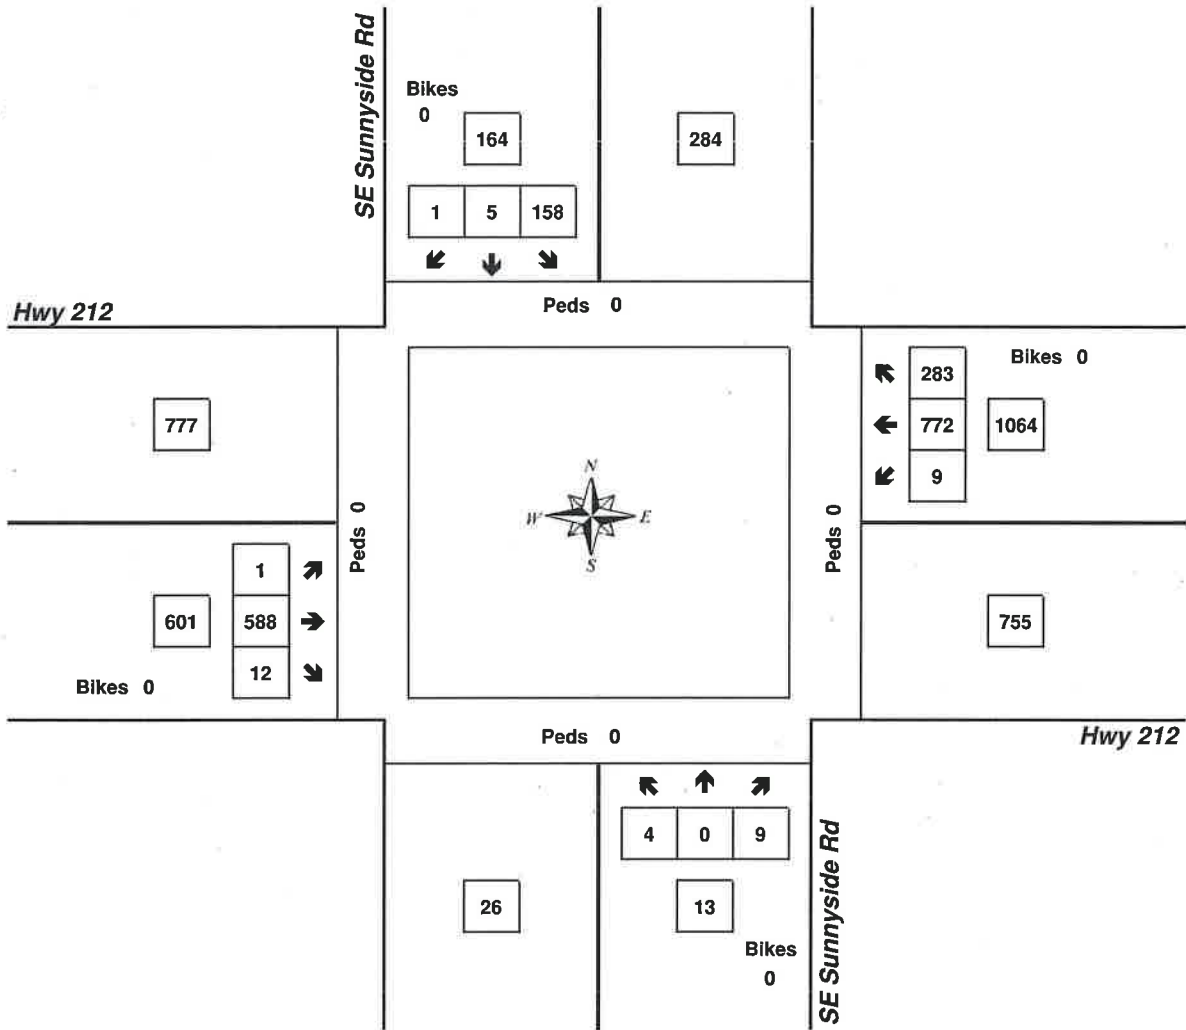 SE Sunnyside Rd
Bikes
0
164
284
1 5 158
Peds 0
Hwy 212
Bikes 0
283
777
772
1064
9
N
W E
S
Peds 0
Peds 0
1
601
588
755
12
Bikes 0
Peds 0
Hwy 212
4 0 9
26
13
Bikes
0
SE Sunnyside Rd